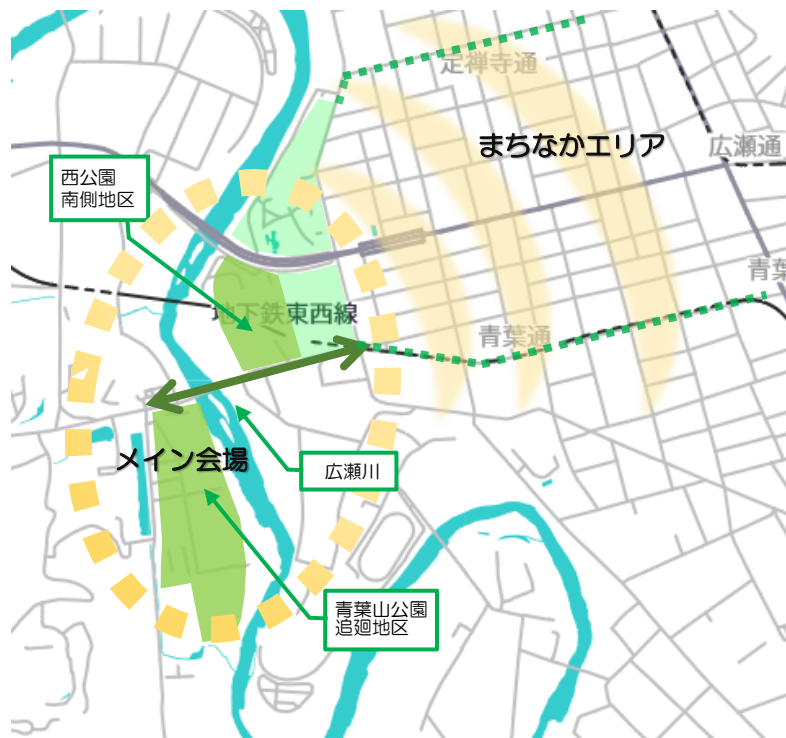 定禅寺通
まちなかエリア
広瀬通
西公園
南側地区
青葉
地下鉄東西線
青葉通
メイン会場
広瀬川
青葉山公園
追廻地区